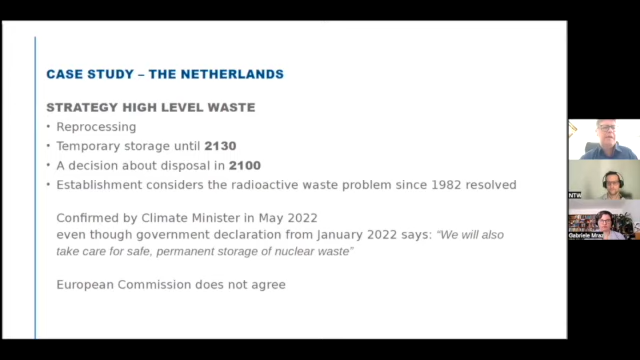 CASE STUDY – THE NETHERLANDS
STRATEGY HIGH LEVEL WASTE
• Reprocessing
• Temporary storage until 2130
• A decision about disposal in 2100
• Establishment considers the radioactive waste problem since 1982 resolved
Confirmed by Climate Minister in May 2022
even though government declaration from January 2022 says: “We will also
take care for safe, permanent storage of nuclear waste”
European Commission does not agree
NTW
Gabriele Mraz